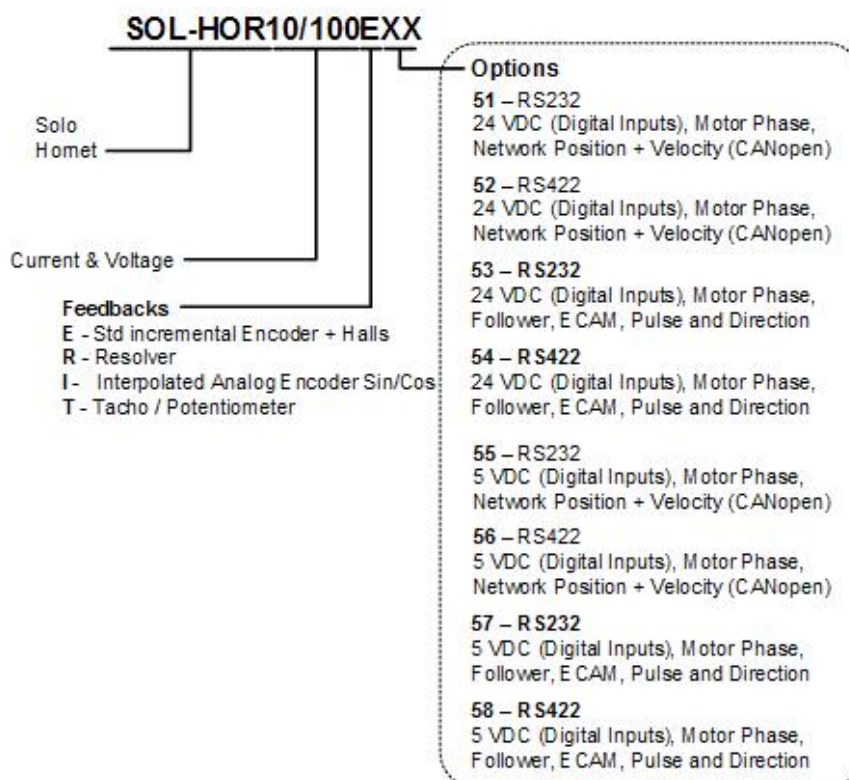 SOL-HOR10/100EXX
Solo
Hornet
Current & Voltage
Feedbacks
E - Std incremental Encoder + Halls
R - Resolver
I - Interpolated Analog Encoder Sin/Cos
T - Tacho / Potentiometer
Options
51 – RS232
24 VDC (Digital Inputs), Motor Phase,
Network Position + Velocity (CANopen)
52 – RS422
24 VDC (Digital Inputs), Motor Phase,
Network Position + Velocity (CANopen)
53 – RS232
24 VDC (Digital Inputs), Motor Phase,
Follower, ECAM, Pulse and Direction
54 – RS422
24 VDC (Digital Inputs), Motor Phase,
Follower, ECAM, Pulse and Direction
55 – RS232
5 VDC (Digital Inputs), Motor Phase,
Network Position + Velocity (CANopen)
56 – RS422
5 VDC (Digital Inputs), Motor Phase,
Network Position + Velocity (CANopen)
57 – RS232
5 VDC (Digital Inputs), Motor Phase,
Follower, ECAM, Pulse and Direction
58 – RS422
5 VDC (Digital Inputs), Motor Phase,
Follower, ECAM, Pulse and Direction